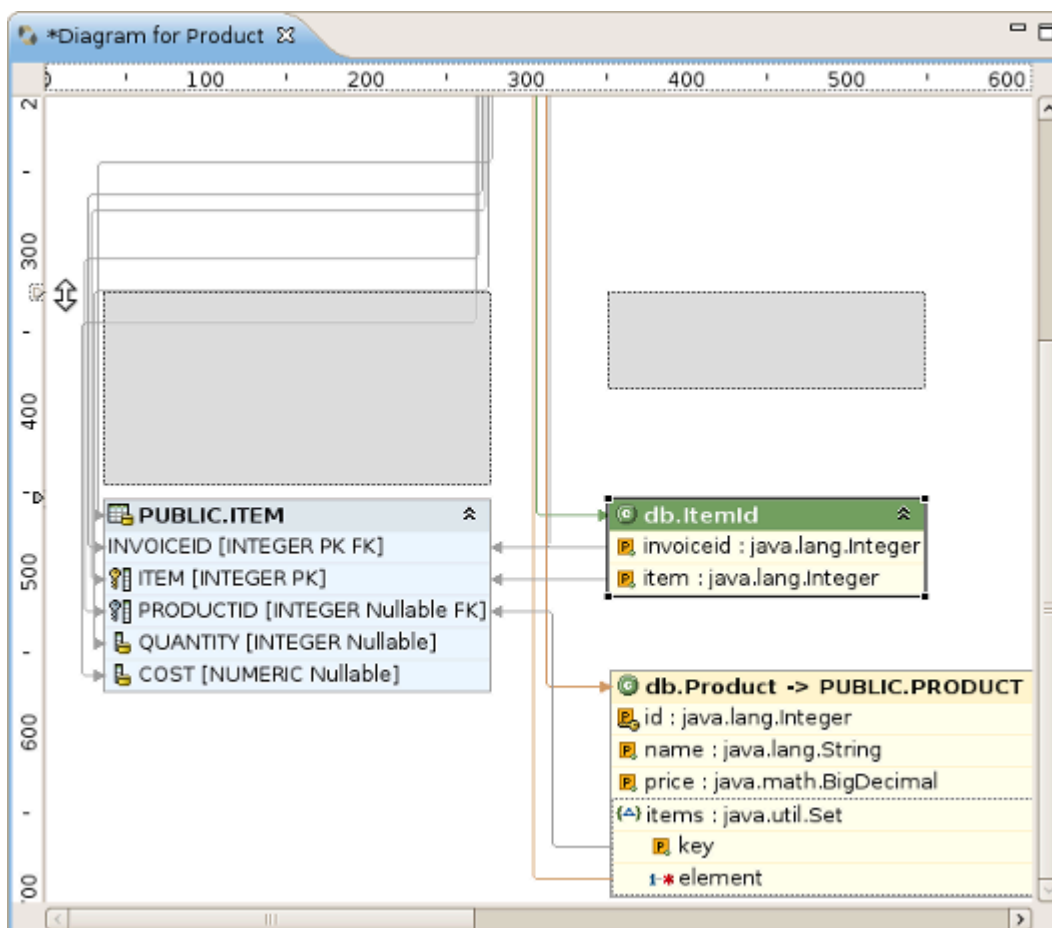 *Diagram for Product
0 100 200 300 400 500 600
2
300
400
500
600
00
PUBLIC.ITEM
INVOICEID [INTEGER PK FK]
ITEM [INTEGER PK]
PRODUCTID [INTEGER Nullable FK]
QUANTITY [INTEGER Nullable]
COST [NUMERIC Nullable]
db.ItemId
invoiceid : java.lang.Integer
item : java.lang.Integer
db.Product -> PUBLIC.PRODUCT
id : java.lang.Integer
name : java.lang.String
price : java.math.BigDecimal
items : java.util.Set
key
element